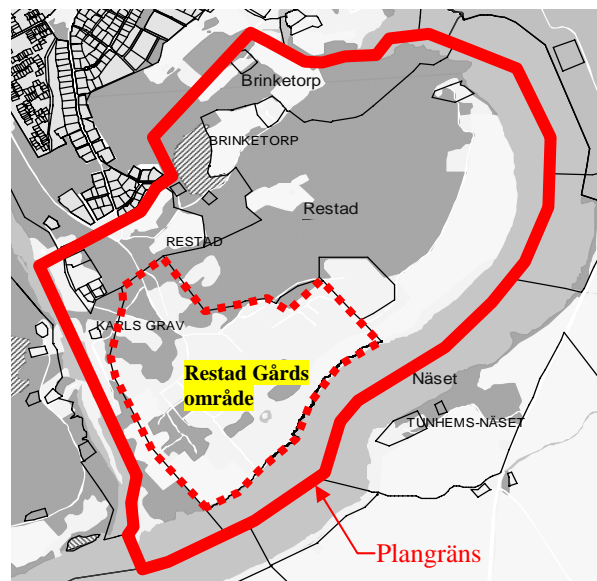 Brinketorp
BRINKETORP
Restad
RESTAD
KARLS GRAV
Restad Gårds
område
Näset
TUNHEMS-NÄSET
Plangräns